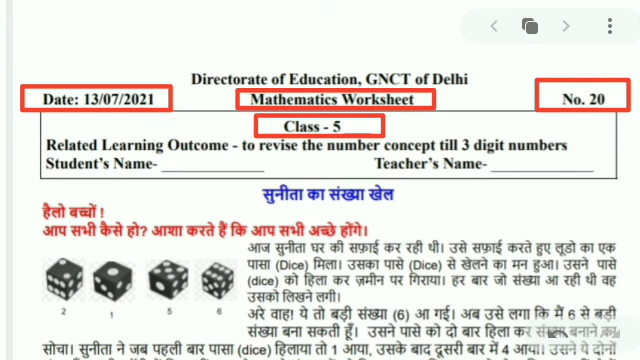 Directorate of Education, GNCT of Delhi
Date: 13/07/2021 Mathematics Worksheet No. 20
Class - 5
Related Learning Outcome - to revise the number concept till 3 digit numbers
Student's Name- ____________ Teacher's Name- ____________
सुनीता का संख्या खेल
हैलो बच्चों !
आप सभी कैसे हो? आशा करते हैं कि आप सभी अच्छे होंगे।
आज सुनीता घर की सफ़ाई कर रही थी। उसे सफ़ाई करते हुए लूडो का एक
पासा (Dice) मिला। उसका पासे (Dice) से खेलने का मन हुआ। उसने पासे
(dice) को हिला कर ज़मीन पर गिराया। हर बार जो संख्या आ रही थी वह
उसको लिखने लगी।
2 1 5 6
अरे वाह! ये तो बड़ी संख्या (6) आ गई। अब उसे लगा कि मैं 6 से बड़ी
संख्या बना सकती हूँ। उसने पासे को दो बार हिला कर संख्या बनाने का
सोचा। सुनीता ने जब पहली बार पासा (dice) हिलाया तो 1 आया, उसके बाद दूसरी बार में 4 आया। उसने ये दोनों